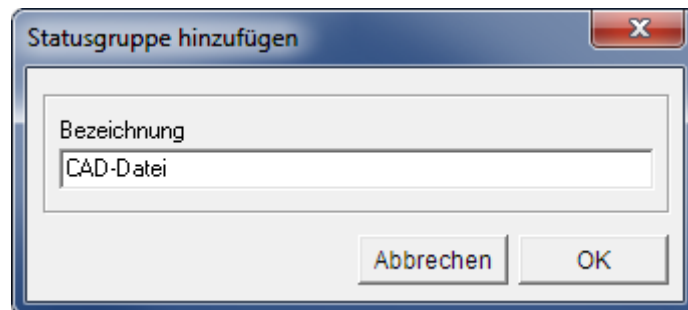 Statusgruppe hinzufügen
Bezeichnung
CAD-Datei
Abbrechen OK